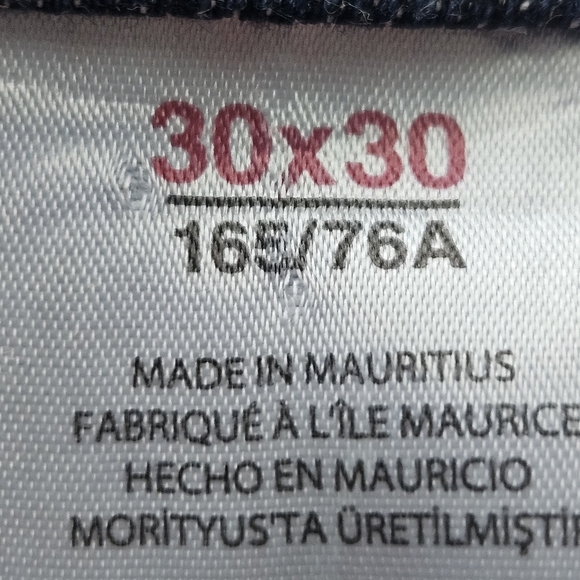 30x30
165/76A
MADE IN MAURITIUS
FABRIQUÉ À L'ÎLE MAURICE
HECHO EN MAURICIO
MORİTYUS'TA ÜRETİLMİŞTİR